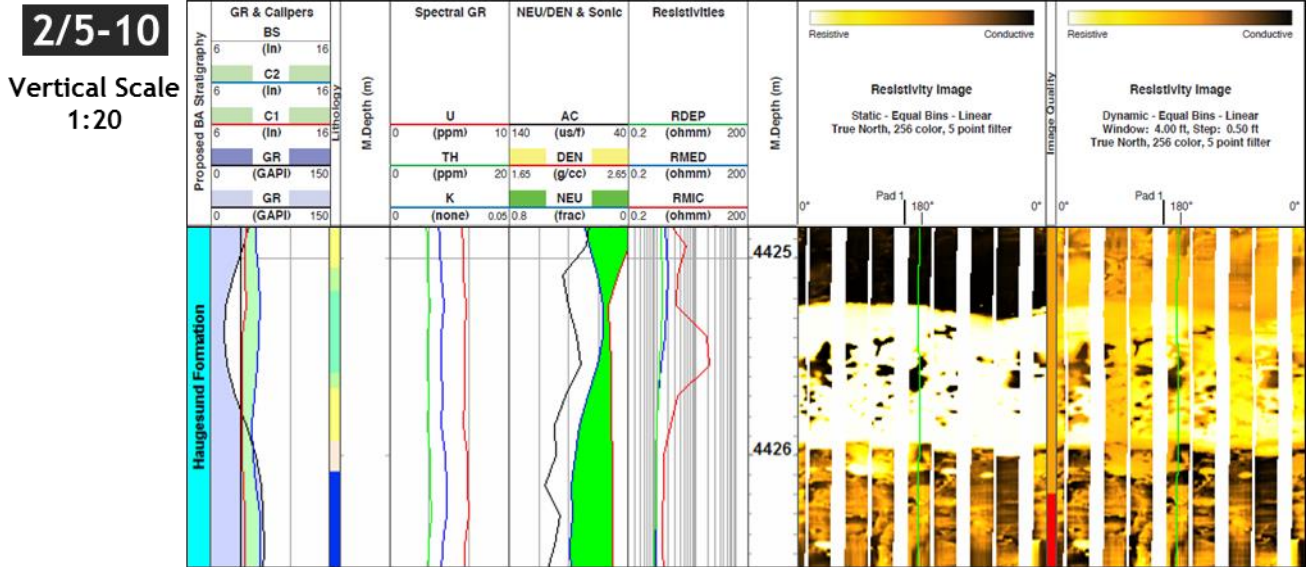 2/5-10
Vertical Scale
1:20
Proposed BA Stratigraphy
GR & Calipers
BS
6 (In) 16
C2
6 (In) 16
C1
6 (In) 16
GR
0 (GAPI) 150
GR
0 (GAPI) 150
Lithology
M.Depth (m)
Spectral GR
U
0 (ppm) 10
TH
0 (ppm) 20
K
0 (none) 0.05
NEU/DEN & Sonic
AC
140 (us/f) 40
DEN
1.65 (g/cc) 2.65
NEU
0.8 (frac) 0
Resistivities
RDEP
0.2 (ohmm) 200
RMED
0.2 (ohmm) 200
RMIC
0.2 (ohmm) 200
M.Depth (m)
Resistive Conductive
Resistivity Image
Static - Equal Bins - Linear
True North, 256 color, 5 point filter
Pad 1
0° 180° 0°
Image Quality
Resistive Conductive
Resistivity Image
Dynamic - Equal Bins - Linear
Window: 4.00 ft, Step: 0.50 ft
True North, 256 color, 5 point filter
Pad 1
0° 180° 0°
Haugesund Formation
4425
4426